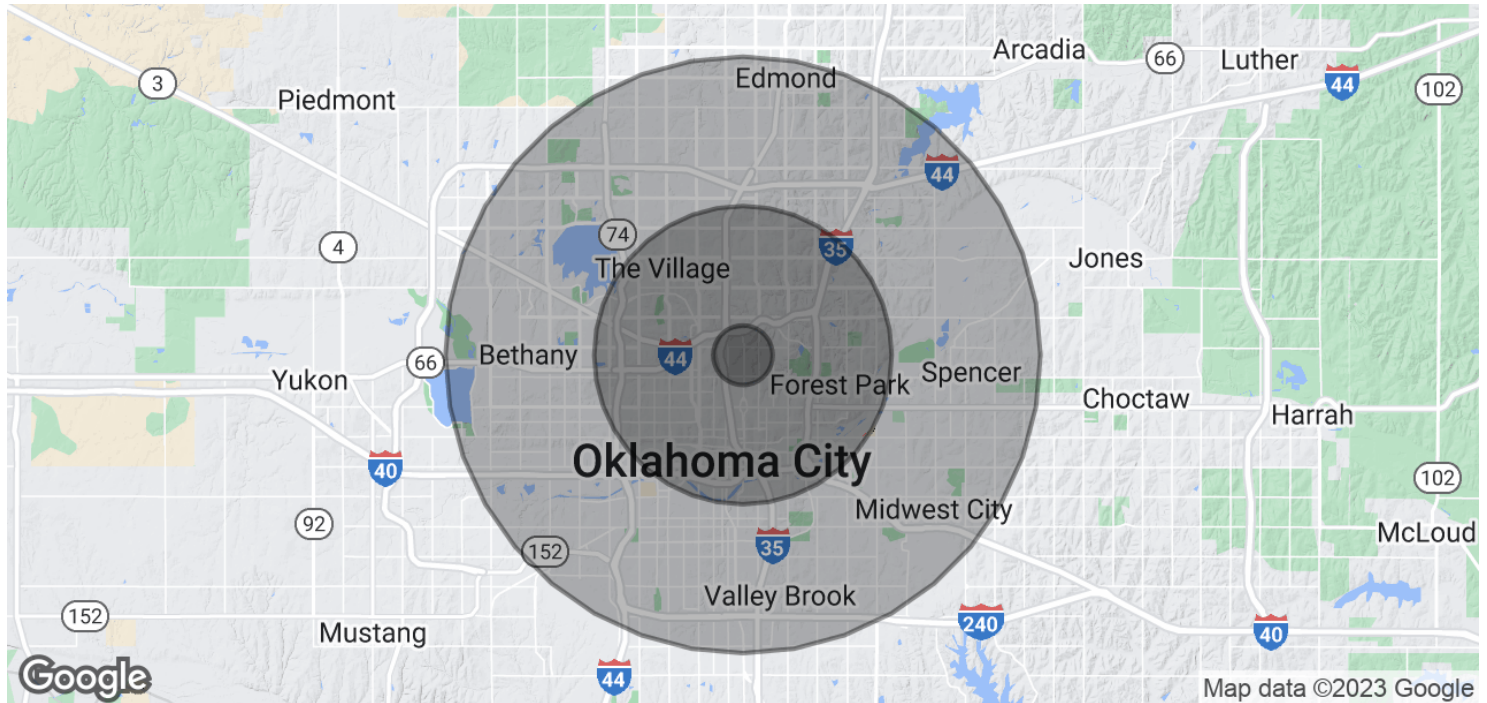 Edmond
Arcadia
66
Luther
44
3
102
Piedmont
44
74
4
35
Jones
The Village
66
Bethany
44
Spencer
Yukon
Forest Park
Choctaw
Harrah
Oklahoma City
40
102
Midwest City
92
McLoud
35
152
Valley Brook
152
240
Mustang
40
Google
44
Map data ©2023 Google